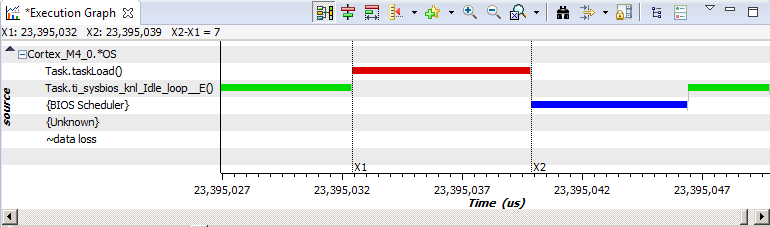 *Execution Graph
X1: 23,395,032 X2: 23,395,039 X2-X1 = 7
Cortex_M4_0.*OS
Task.taskLoad()
Task.ti_sysbios_knl_Idle_loop__E()
{BIOS Scheduler}
{Unknown}
~data loss
source
X1 X2
23,395,027 23,395,032 23,395,037 23,395,042 23,395,047
Time (us)